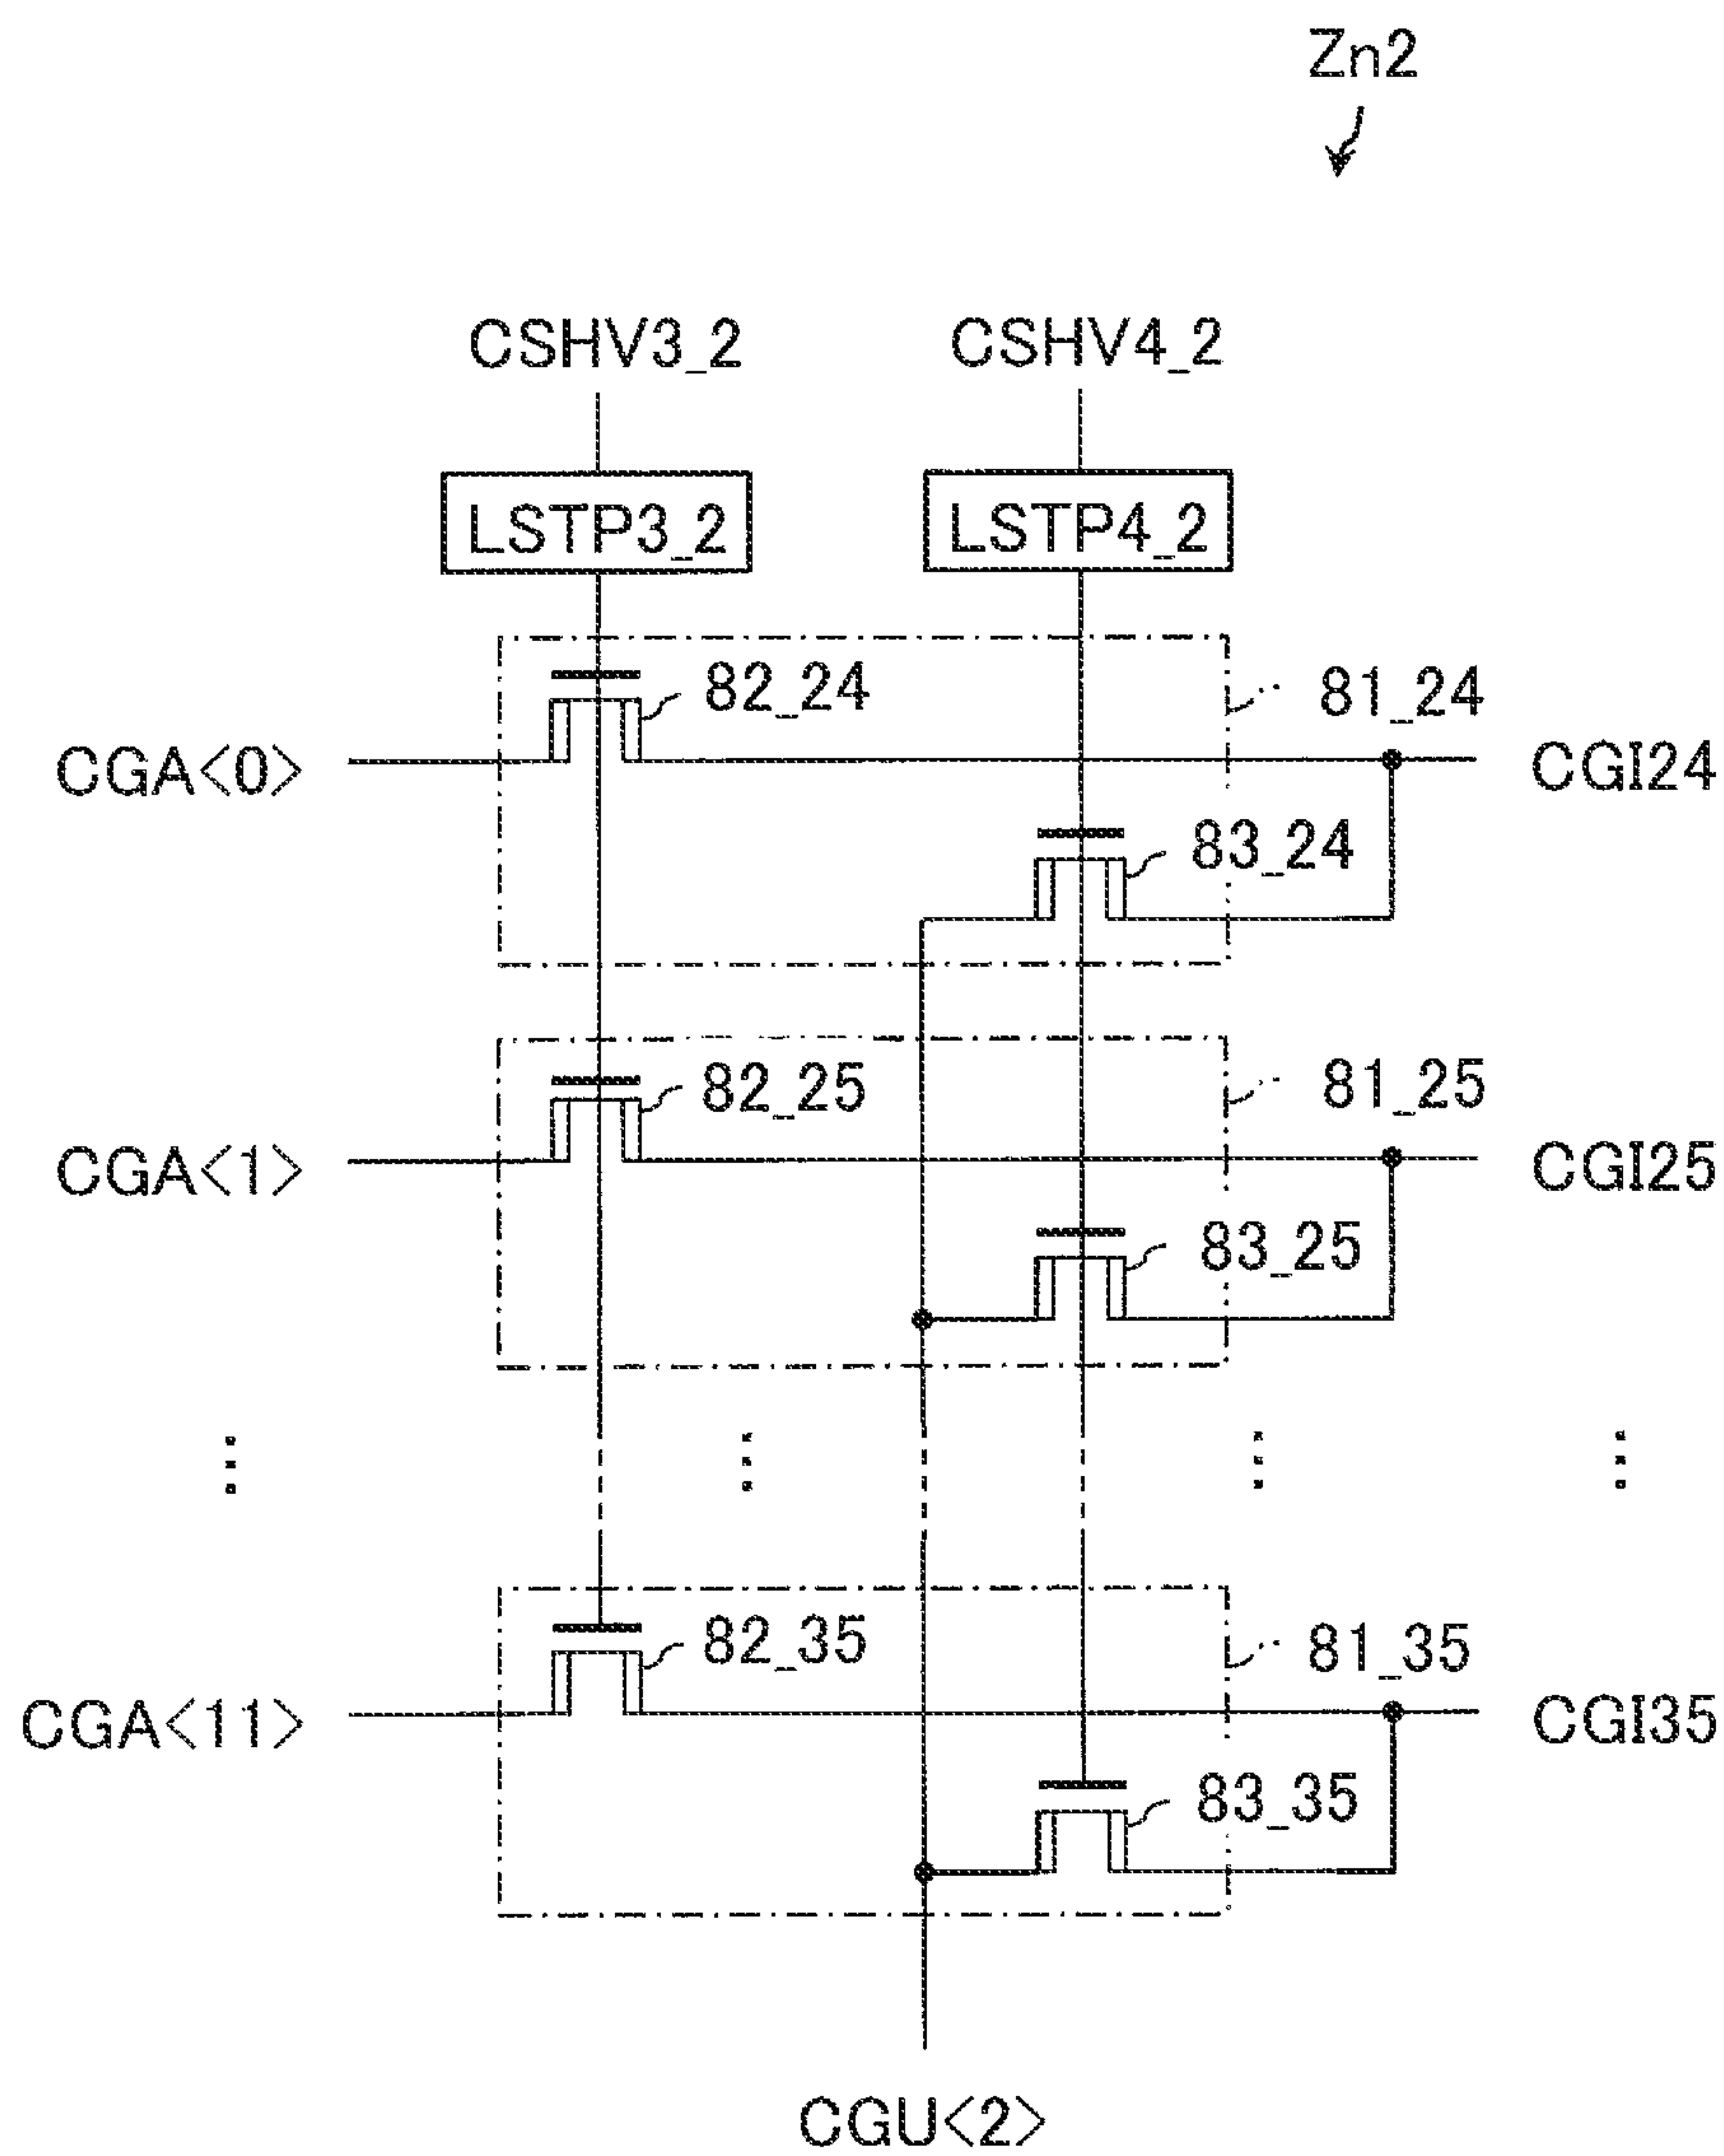 Zn2
CSHV3_2 CSHV4_2
LSTP3_2 LSTP4_2
82_24 81_24
CGA<0> CGI24
83_24
82_25 81_25
CGA<1> CGI25
83_25
82_35 81_35
CGA<11> CGI35
83_35
CGU<2>